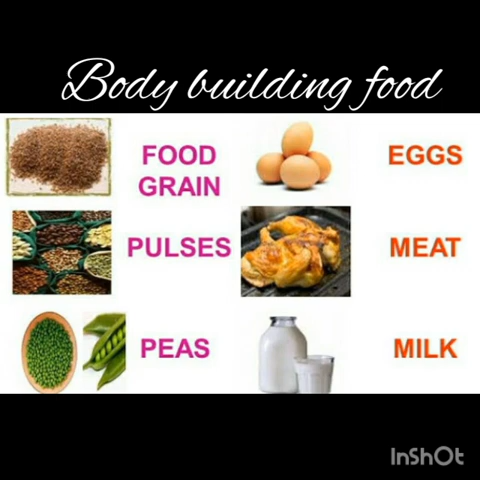 Body building food
FOOD
GRAIN
EGGS
PULSES
MEAT
PEAS
MILK
InShOt